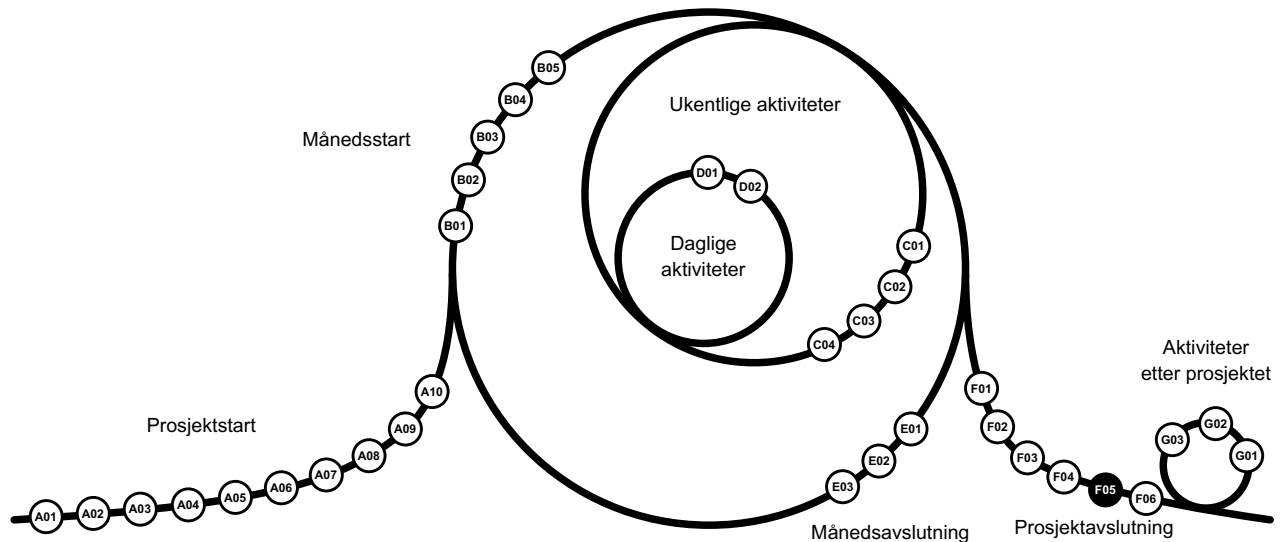 Prosjektstart
A01
A02
A03
A04
A05
A06
A07
A08
A09
A10
Månedsstart
B01
B02
B03
B04
B05
Ukentlige aktiviteter
C01
C02
C03
C04
Daglige
aktiviteter
D01
D02
E01
E02
E03
Månedsavslutning
F01
F02
F03
F04
F05
F06
Prosjektavslutning
Aktiviteter
etter prosjektet
G01
G02
G03